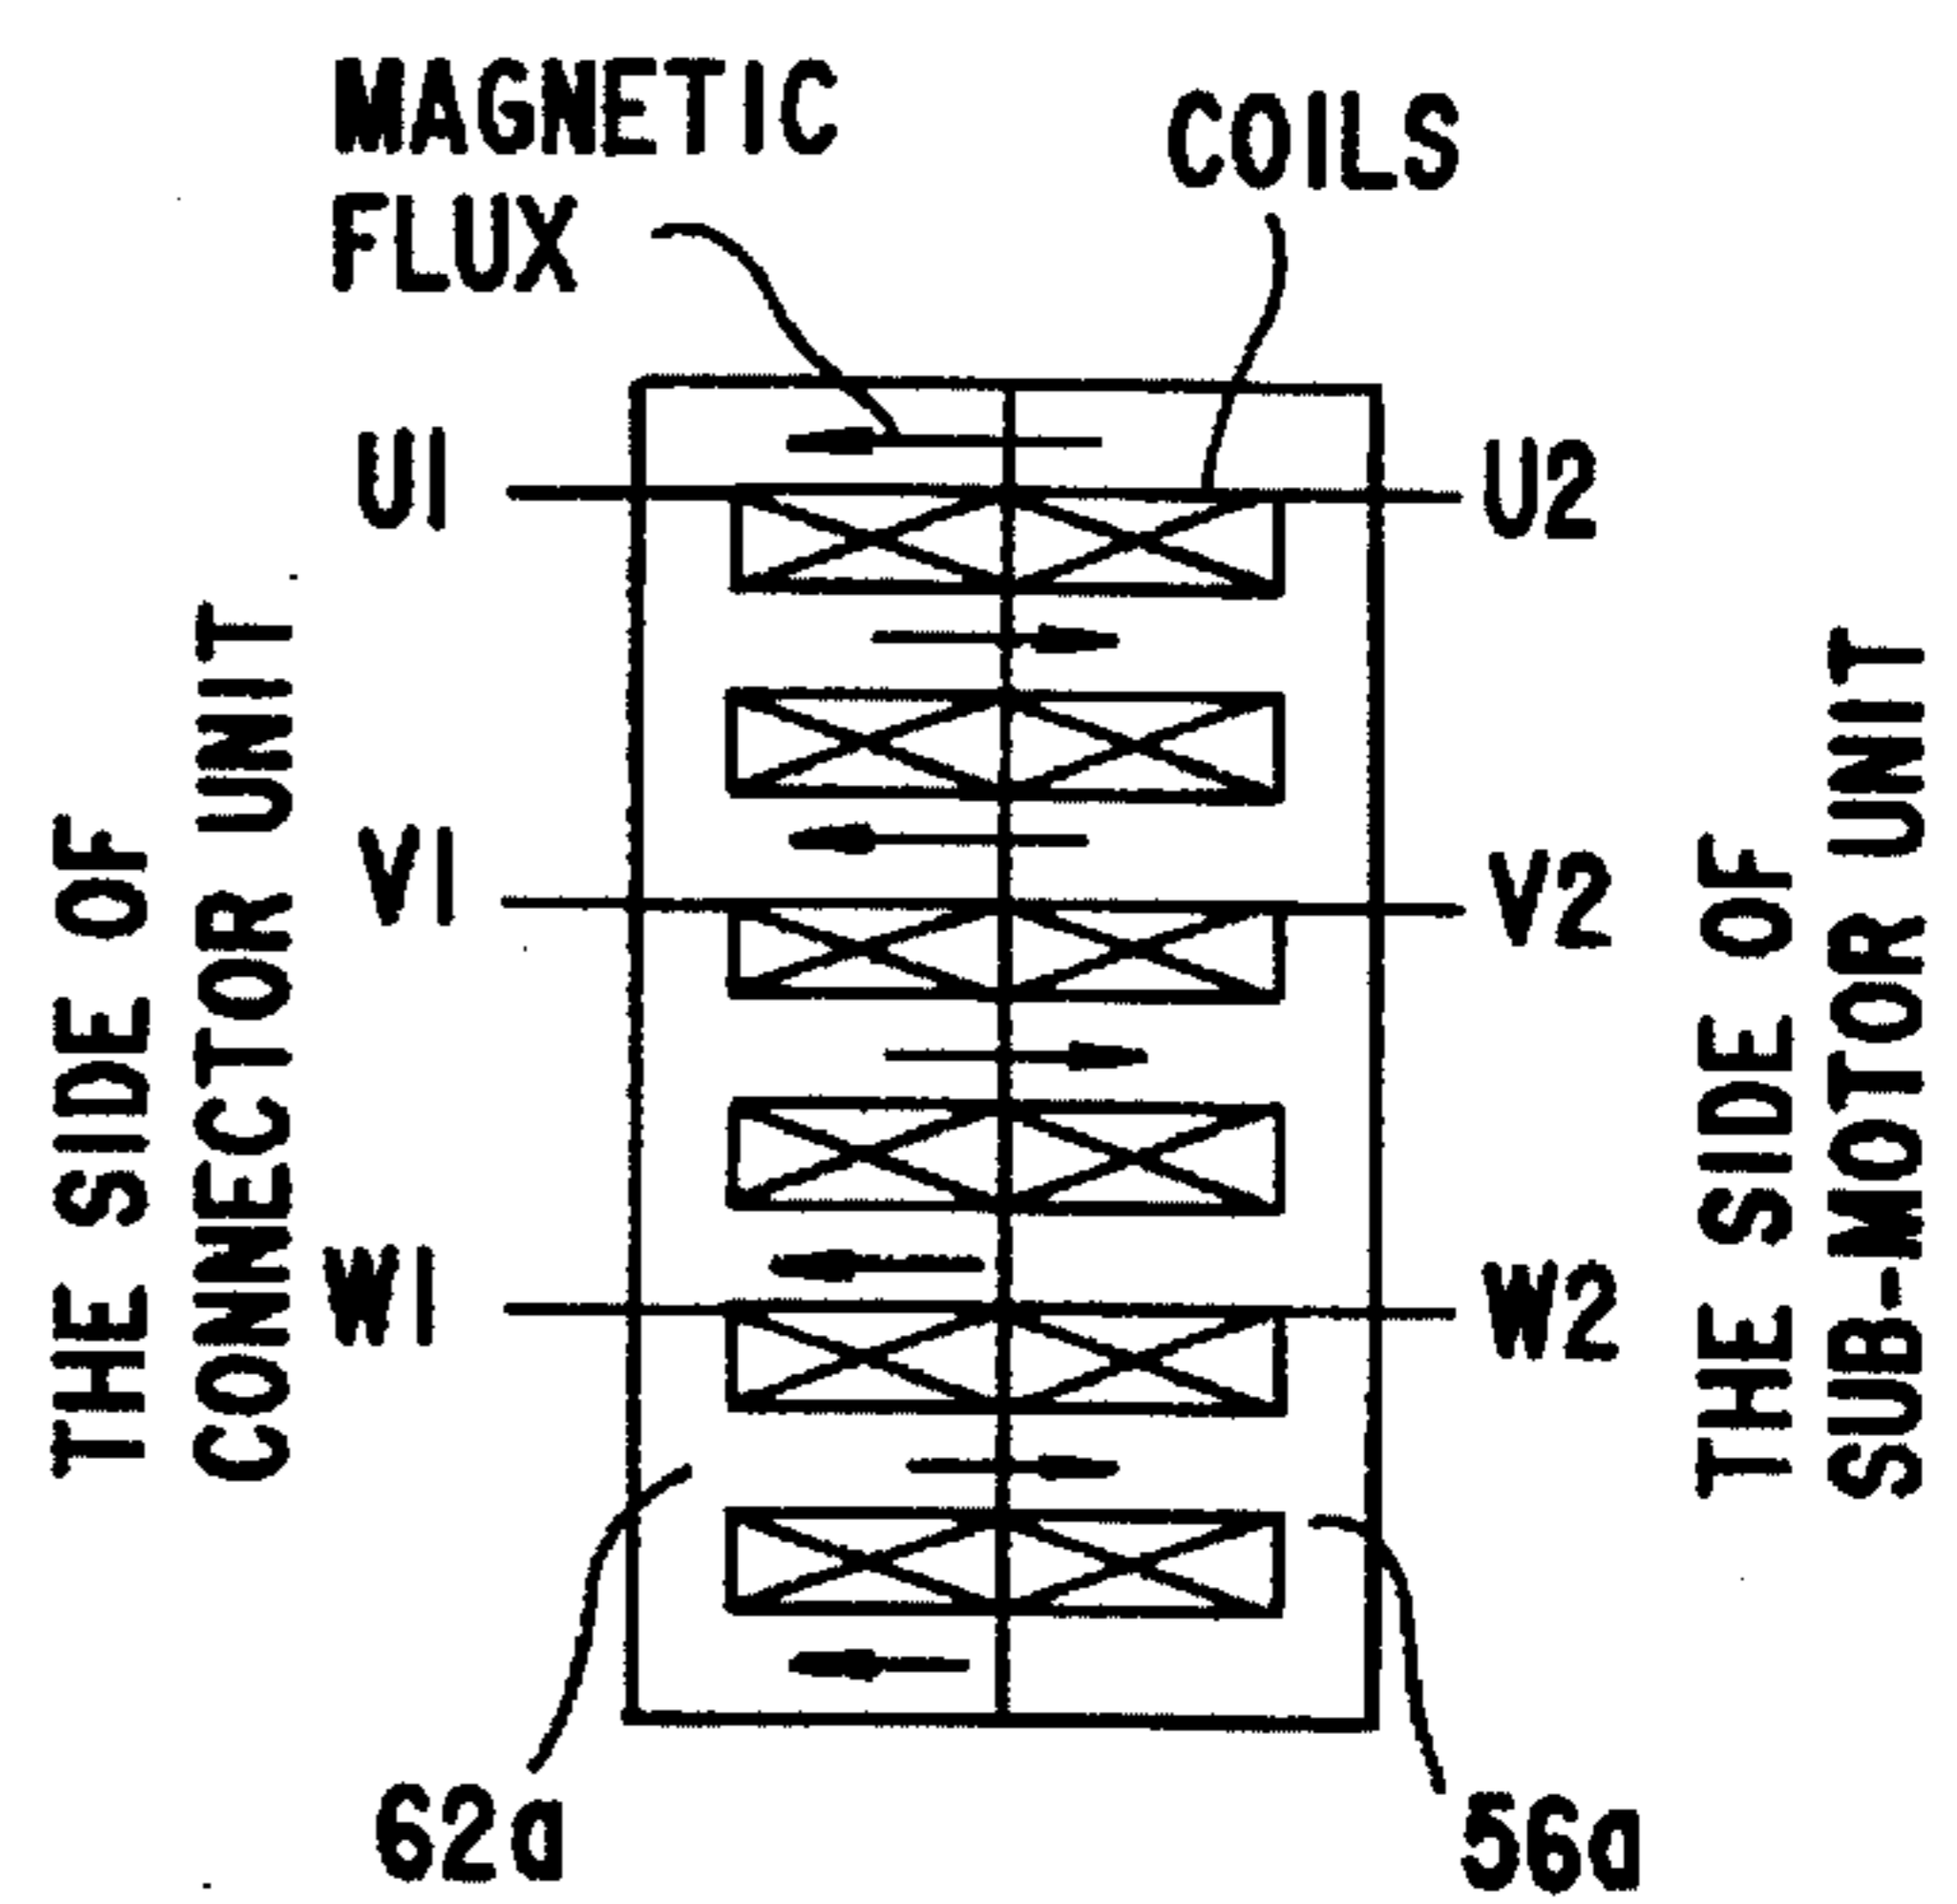 MAGNETIC
FLUX
COILS
U1
U2
V1
V2
W1
W2
THE SIDE OF
CONNECTOR UNIT
THE SIDE OF
SUB-MOTOR UNIT
62a
56a